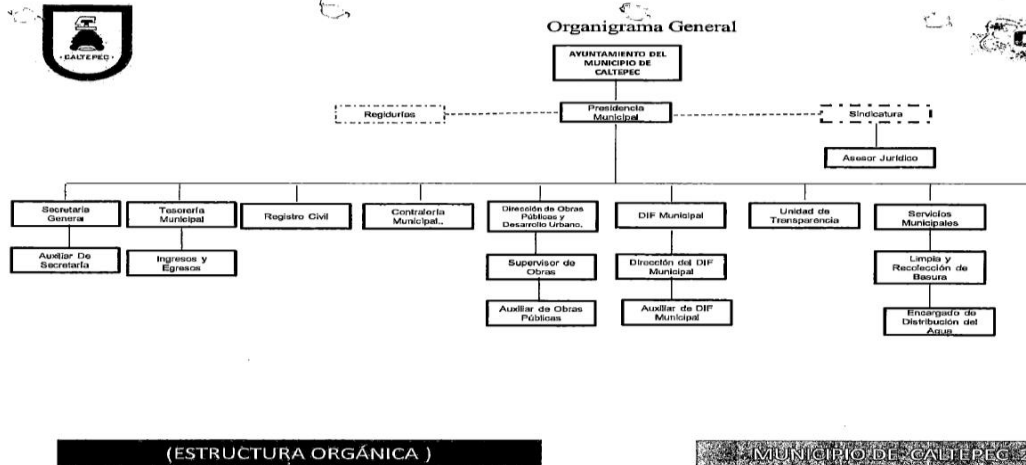 Organigrama General
CALTEPEC
AYUNTAMIENTO DEL
MUNICIPIO DE
CALTEPEC
Regidurías
Presidencia
Municipal
Sindicatura
Asesor Jurídico
Secretaría
General
Tesorería
Municipal
Registro Civil
Contraloría
Municipal..
Dirección de Obras
Públicas y
Desarrollo Urbano.
DIF Municipal
Unidad de
Transparencia
Servicios
Municipales
Auxiliar De
Secretaría
Ingresos y
Egresos
Supervisor de
Obras
Dirección del DIF
Municipal
Limpia y
Recolección de
Basura
Auxiliar de Obras
Públicas
Auxiliar de DIF
Municipal
Encargado de
Distribución del
Agua
(ESTRUCTURA ORGÁNICA )
MUNICIPIO DE CALTEPEC